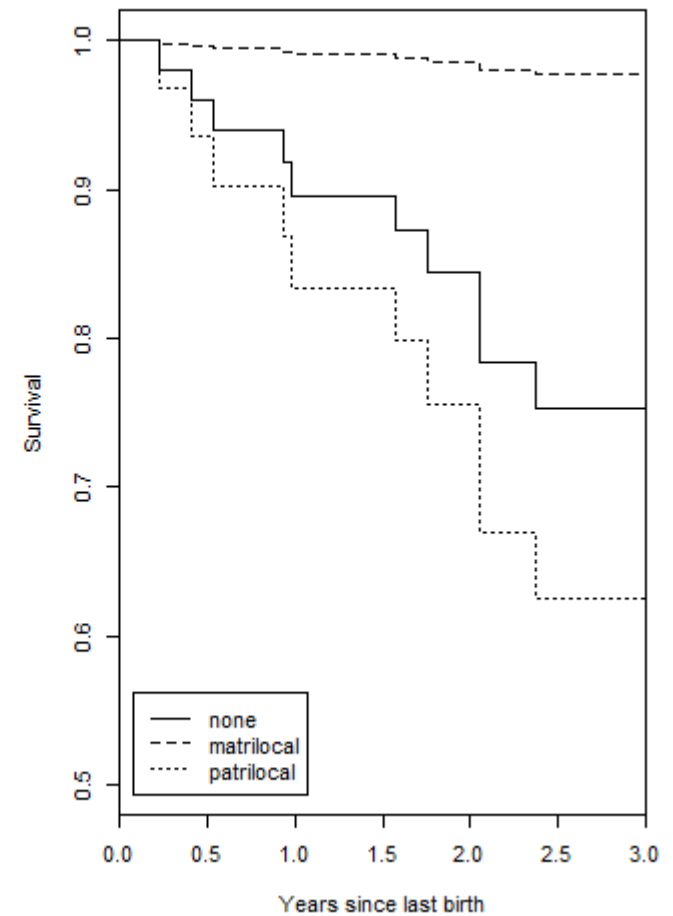 1.0
0.9
0.8
0.7
0.6
0.5
Survival
none
matrilocal
patrilocal
0.0 0.5 1.0 1.5 2.0 2.5 3.0
Years since last birth